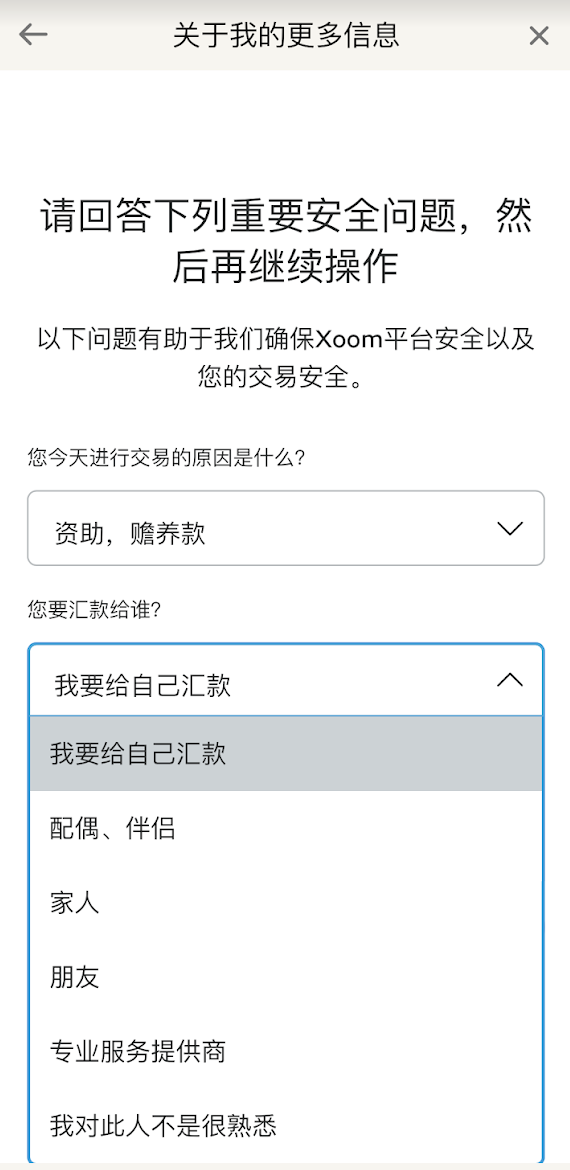 关于我的更多信息
请回答下列重要安全问题，然
后再继续操作
以下问题有助于我们确保Xoom平台安全以及
您的交易安全。
您今天进行交易的原因是什么?
资助，赡养款
您要汇款给谁?
我要给自己汇款
我要给自己汇款
配偶、伴侣
家人
朋友
专业服务提供商
我对此人不是很熟悉